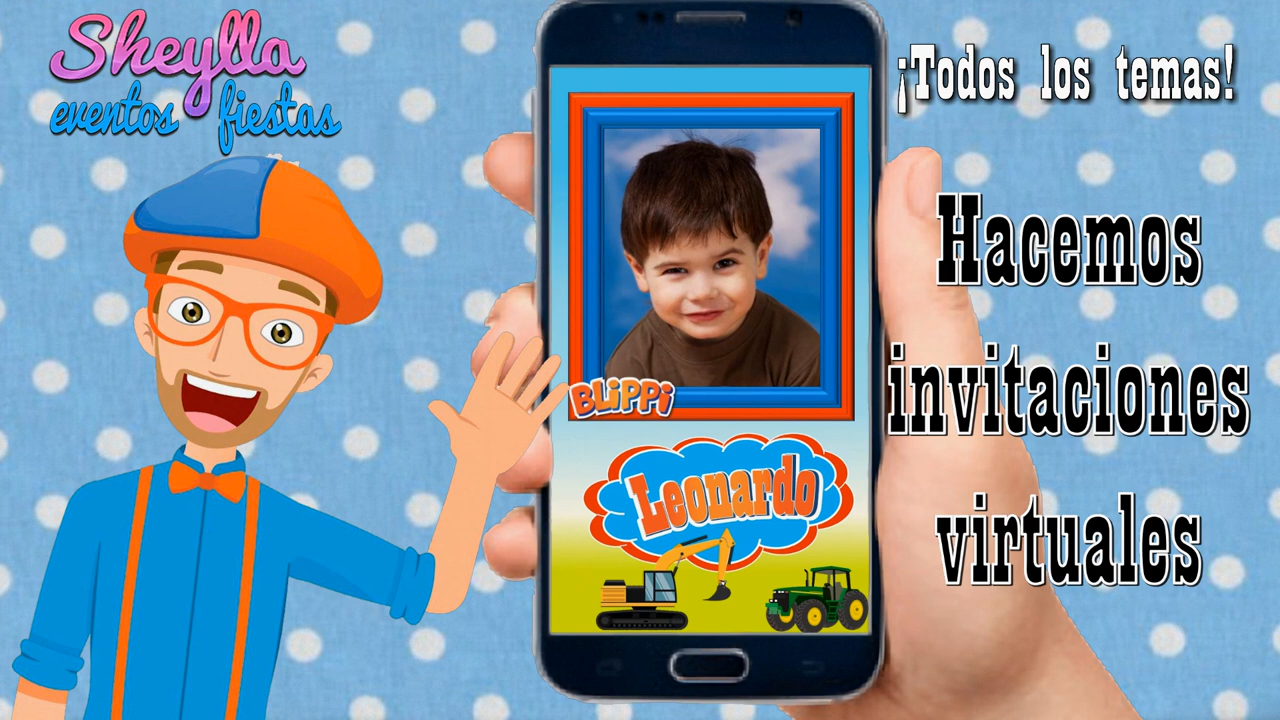 Sheylla
eventos fiestas
¡Todos los temas!
Hacemos
invitaciones
virtuales
BLiPPi
Leonardo